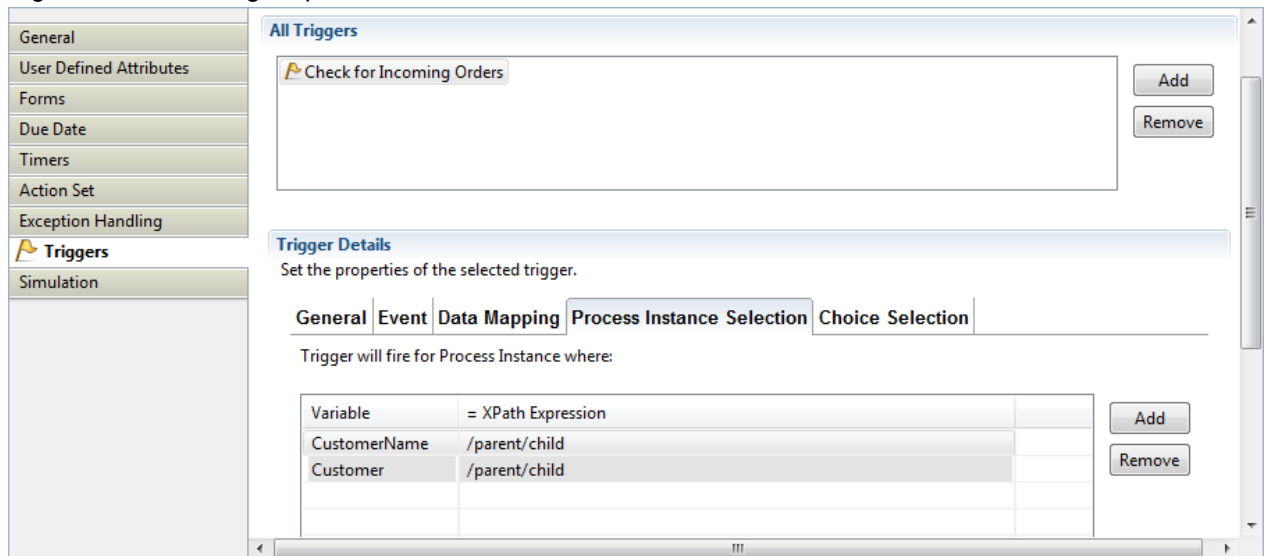 General
User Defined Attributes
Forms
Due Date
Timers
Action Set
Exception Handling
Triggers
Simulation
All Triggers
Check for Incoming Orders
Add
Remove
Trigger Details
Set the properties of the selected trigger.
General Event Data Mapping Process Instance Selection Choice Selection
Trigger will fire for Process Instance where:
Variable = XPath Expression
CustomerName /parent/child
Customer /parent/child
Add
Remove